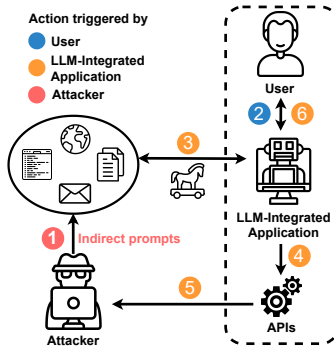 Action triggered by
User
LLM-Integrated
Application
Attacker
User
2
6
3
LLM-Integrated
Application
1
Indirect prompts
4
5
Attacker
APIs